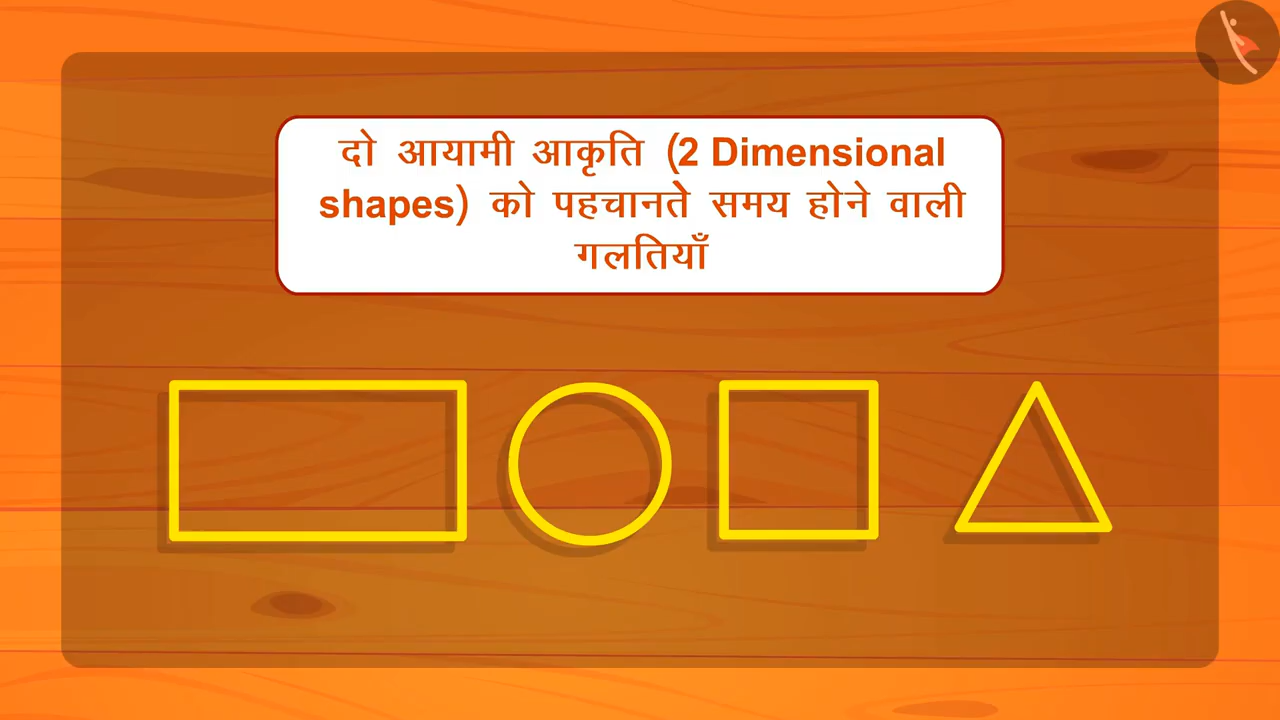 दो आयामी आकृति (2 Dimensional
shapes) को पहचानते समय होने वाली
गलतियाँ